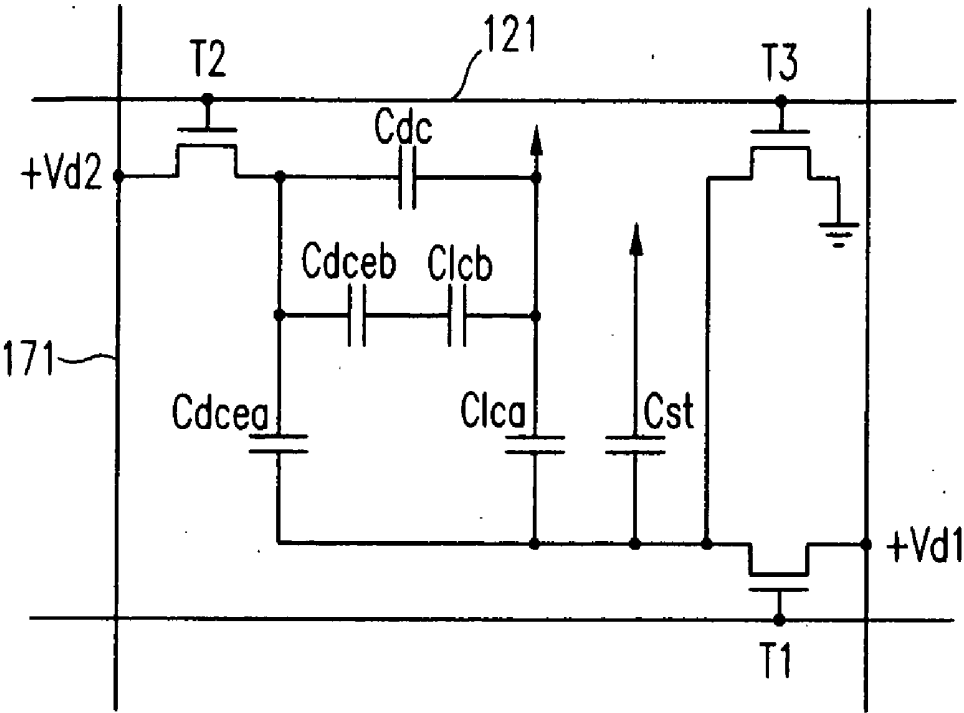 121
T2
T3
Cdc
+Vd2
Cdceb
Clcb
171
Cdcea
Clca
Cst
+Vd1
T1